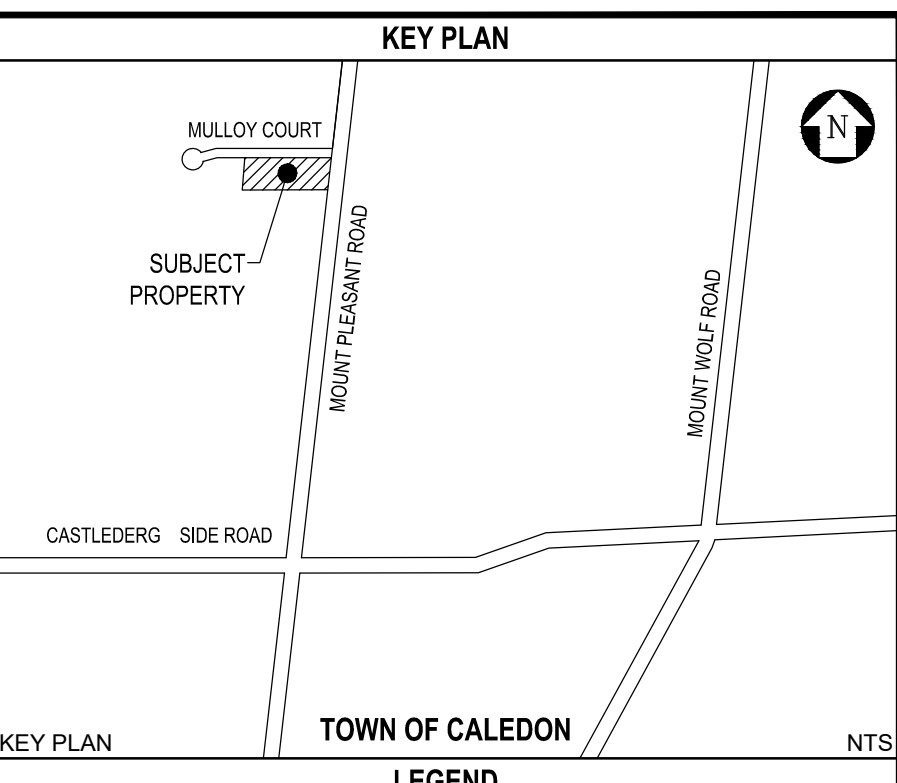 KEY PLAN
MULLOY COURT
N
SUBJECT
PROPERTY
MOUNT PLEASANT ROAD
MOUNT WOLF ROAD
CASTLEDERG SIDE ROAD
KEY PLAN
TOWN OF CALEDON
NTS
LEGEND